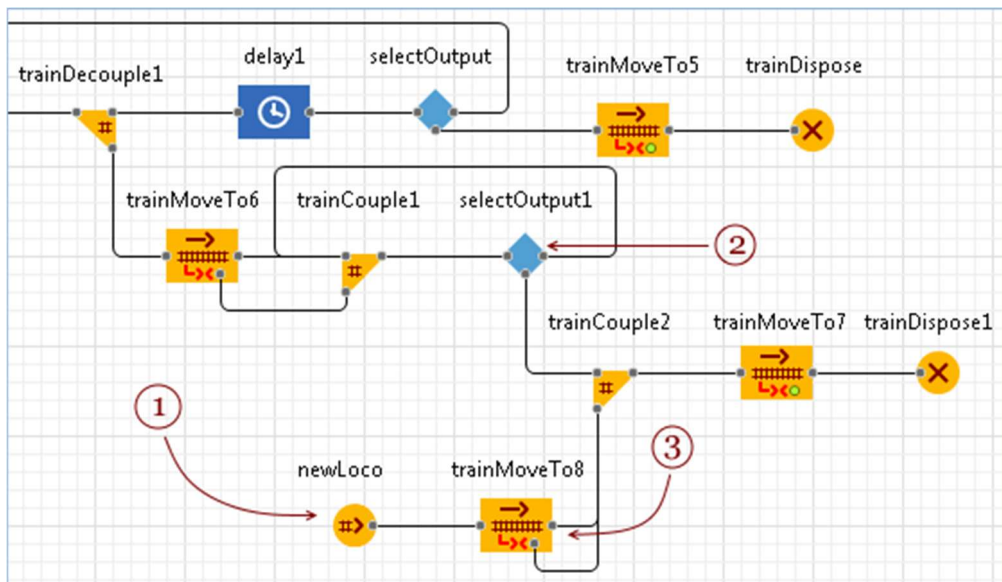 trainDecouple1
delay1
selectOutput
trainMoveTo5
trainDispose
trainMoveTo6
trainCouple1
selectOutput1
2
trainCouple2
trainMoveTo7
trainDispose1
1
3
newLoco
trainMoveTo8